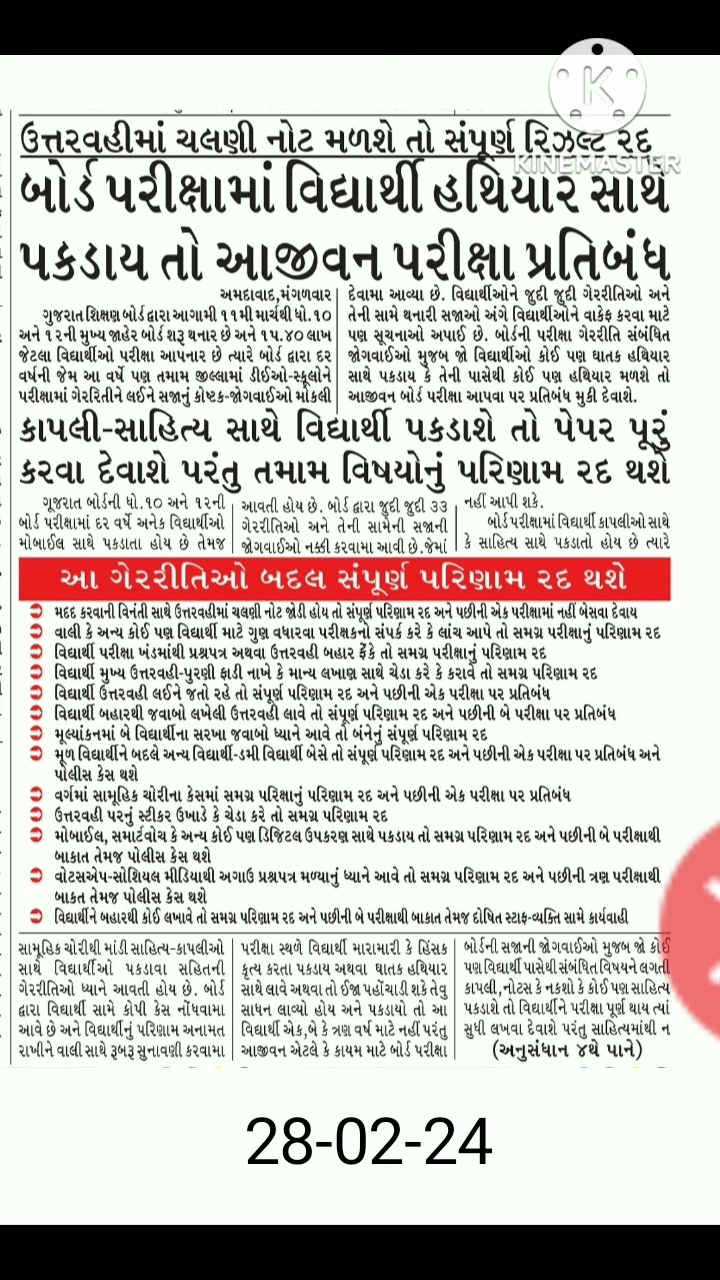 K
KINEMASTER
ઉત્તરવહીમાં ચલણી નોટ મળશે તો સંપૂર્ણ રિઝલ્ટ રદ
બોર્ડ પરીક્ષામાં વિદ્યાર્થી હથિયાર સાથે
પકડાય તો આજીવન પરીક્ષા પ્રતિબંધ
અમદાવાદ,મંગળવાર
ગુજરાત શિક્ષણ બોર્ડ દ્વારા આગામી ૧૧મી માર્ચથી ધો.૧૦
અને ૧૨ની મુખ્ય જાહેર બોર્ડ શરૂ થનાર છે અને ૧૫.૪૦ લાખ
જેટલા વિદ્યાર્થીઓ પરીક્ષા આપનાર છે ત્યારે બોર્ડ દ્વારા દર
વર્ષની જેમ આ વર્ષે પણ તમામ જીલ્લામાં ડીઈઓ-સ્કૂલોને
પરીક્ષામાં ગેરરિતીને લઈને સજાનું કોષ્ટક-જોગવાઈઓ મોકલી
દેવામા આવ્યા છે. વિદ્યાર્થીઓને જુદી જુદી ગેરરીતિઓ અને
તેની સામે થનારી સજાઓ અંગે વિદ્યાર્થીઓને વાકેફ કરવા માટે
પણ સૂચનાઓ અપાઈ છે. બોર્ડની પરીક્ષા ગેરરીતિ સંબંધિત
જોગવાઈઓ મુજબ જો વિદ્યાર્થીઓ કોઈ પણ ઘાતક હથિયાર
સાથે પકડાય કે તેની પાસેથી કોઈ પણ હથિયાર મળશે તો
આજીવન બોર્ડ પરીક્ષા આપવા પર પ્રતિબંધ મુકી દેવાશે.
કાપલી-સાહિત્ય સાથે વિદ્યાર્થી પકડાશે તો પેપર પૂરું
કરવા દેવાશે પરંતુ તમામ વિષયોનું પરિણામ રદ થશે
ગૂજરાત બોર્ડની ધો.૧૦ અને ૧૨ની
બોર્ડ પરીક્ષામાં દર વર્ષે અનેક વિદ્યાર્થીઓ
મોબાઈલ સાથે પકડાતા હોય છે તેમજ
આવતી હોય છે. બોર્ડ દ્વારા જુદી જુદી ૩૩
ગેરરીતિઓ અને તેની સામેની સજાની
જોગવાઈઓ નક્કી કરવામા આવી છે.જેમાં
નહીં આપી શકે.
બોર્ડ પરીક્ષામાં વિદ્યાર્થી કાપલીઓ સાથે
કે સાહિત્ય સાથે પકડાતો હોય છે ત્યારે
આ ગેરરીતિઓ બદલ સંપૂર્ણ પરિણામ રદ થશે
મદદ કરવાની વિનંતી સાથે ઉત્તરવહીમાં ચલણી નોટ જોડી હોય તો સંપૂર્ણ પરિણામ રદ અને પછીની એક પરીક્ષામાં નહીં બેસવા દેવાય
વાલી કે અન્ય કોઈ પણ વિદ્યાર્થી માટે ગુણ વધારવા પરીક્ષકનો સંપર્ક કરે કે લાંચ આપે તો સમગ્ર પરીક્ષાનું પરિણામ રદ
વિદ્યાર્થી પરીક્ષા ખંડમાંથી પ્રશ્નપત્ર અથવા ઉત્તરવહી બહાર ફેંકે તો સમગ્ર પરીક્ષાનું પરિણામ રદ
વિદ્યાર્થી મુખ્ય ઉત્તરવહી-પુરણી ફાડી નાખે કે માન્ય લખાણ સાથે ચેડા કરે કે કરાવે તો સમગ્ર પરિણામ રદ
વિદ્યાર્થી ઉત્તરવહી લઈને જતો રહે તો સંપૂર્ણ પરિણામ રદ અને પછીની એક પરીક્ષા પર પ્રતિબંધ
વિદ્યાર્થી બહારથી જવાબો લખેલી ઉત્તરવહી લાવે તો સંપૂર્ણ પરિણામ રદ અને પછીની બે પરીક્ષા પર પ્રતિબંધ
મૂલ્યાંકનમાં બે વિદ્યાર્થીના સરખા જવાબો ધ્યાને આવે તો બંનેનું સંપૂર્ણ પરિણામ રદ
મૂળ વિદ્યાર્થીને બદલે અન્ય વિદ્યાર્થી-ડમી વિદ્યાર્થી બેસે તો સંપૂર્ણ પરિણામ રદ અને પછીની એક પરીક્ષા પર પ્રતિબંધ અને
પોલીસ કેસ થશે
વર્ગમાં સામૂહિક ચોરીના કેસમાં સમગ્ર પરિક્ષાનું પરિણામ રદ અને પછીની એક પરીક્ષા પર પ્રતિબંધ
ઉત્તરવહી પરનું સ્ટીકર ઉખાડે કે ચેડા કરે તો સમગ્ર પરિણામ રદ
મોબાઈલ, સમાર્ટવોચ કે અન્ય કોઈ પણ ડિજિટલ ઉપકરણ સાથે પકડાય તો સમગ્ર પરિણામ રદ અને પછીની બે પરીક્ષાથી
બાકાત તેમજ પોલીસ કેસ થશે
વોટસએપ-સોશિયલ મીડિયાથી અગાઉ પ્રશ્નપત્ર મળ્યાનું ધ્યાને આવે તો સમગ્ર પરિણામ રદ અને પછીની ત્રણ પરીક્ષાથી
બાકત તેમજ પોલીસ કેસ થશે
વિદ્યાર્થીને બહારથી કોઈ લખાવે તો સમગ્ર પરિણામ રદ અને પછીની બે પરીક્ષાથી બાકાત તેમજ દોષિત સ્ટાફ-વ્યક્તિ સામે કાર્યવાહી
સામૂહિક ચોરીથી માંડી સાહિત્ય-કાપલીઓ
સાથે વિદ્યાર્થીઓ પકડાવા સહિતની
ગેરરીતિઓ ધ્યાને આવતી હોય છે. બોર્ડ
દ્વારા વિદ્યાર્થી સામે કોપી કેસ નોંધવામા
આવે છે અને વિદ્યાર્થીનું પરિણામ અનામત
રાખીને વાલી સાથે રૂબરૂ સુનાવણી કરવામા
પરીક્ષા સ્થળે વિદ્યાર્થી મારામારી કે હિંસક
કૃત્ય કરતા પકડાય અથવા ઘાતક હથિયાર
સાથે લાવે અથવા તો ઈજા પહોંચાડી શકે તેવુ
સાધન લાવ્યો હોય અને પકડાયો તો આ
વિદ્યાર્થી એક,બે કે ત્રણ વર્ષ માટે નહીં પરંતુ
આજીવન એટલે કે કાયમ માટે બોર્ડ પરીક્ષા
બોર્ડની સજાની જોગવાઈઓ મુજબ જો કોઈ
પણ વિદ્યાર્થી પાસેથી સંબંધિત વિષયને લગતી
કાપલી,નોટસ કે નકશો કે કોઈ પણ સાહિત્ય
પકડાશે તો વિદ્યાર્થીને પરીક્ષા પૂર્ણ થાય ત્યાં
સુધી લખવા દેવાશે પરંતુ સાહિત્યમાંથી ન
(અનુસંધાન ૪થે પાને)
28-02-24